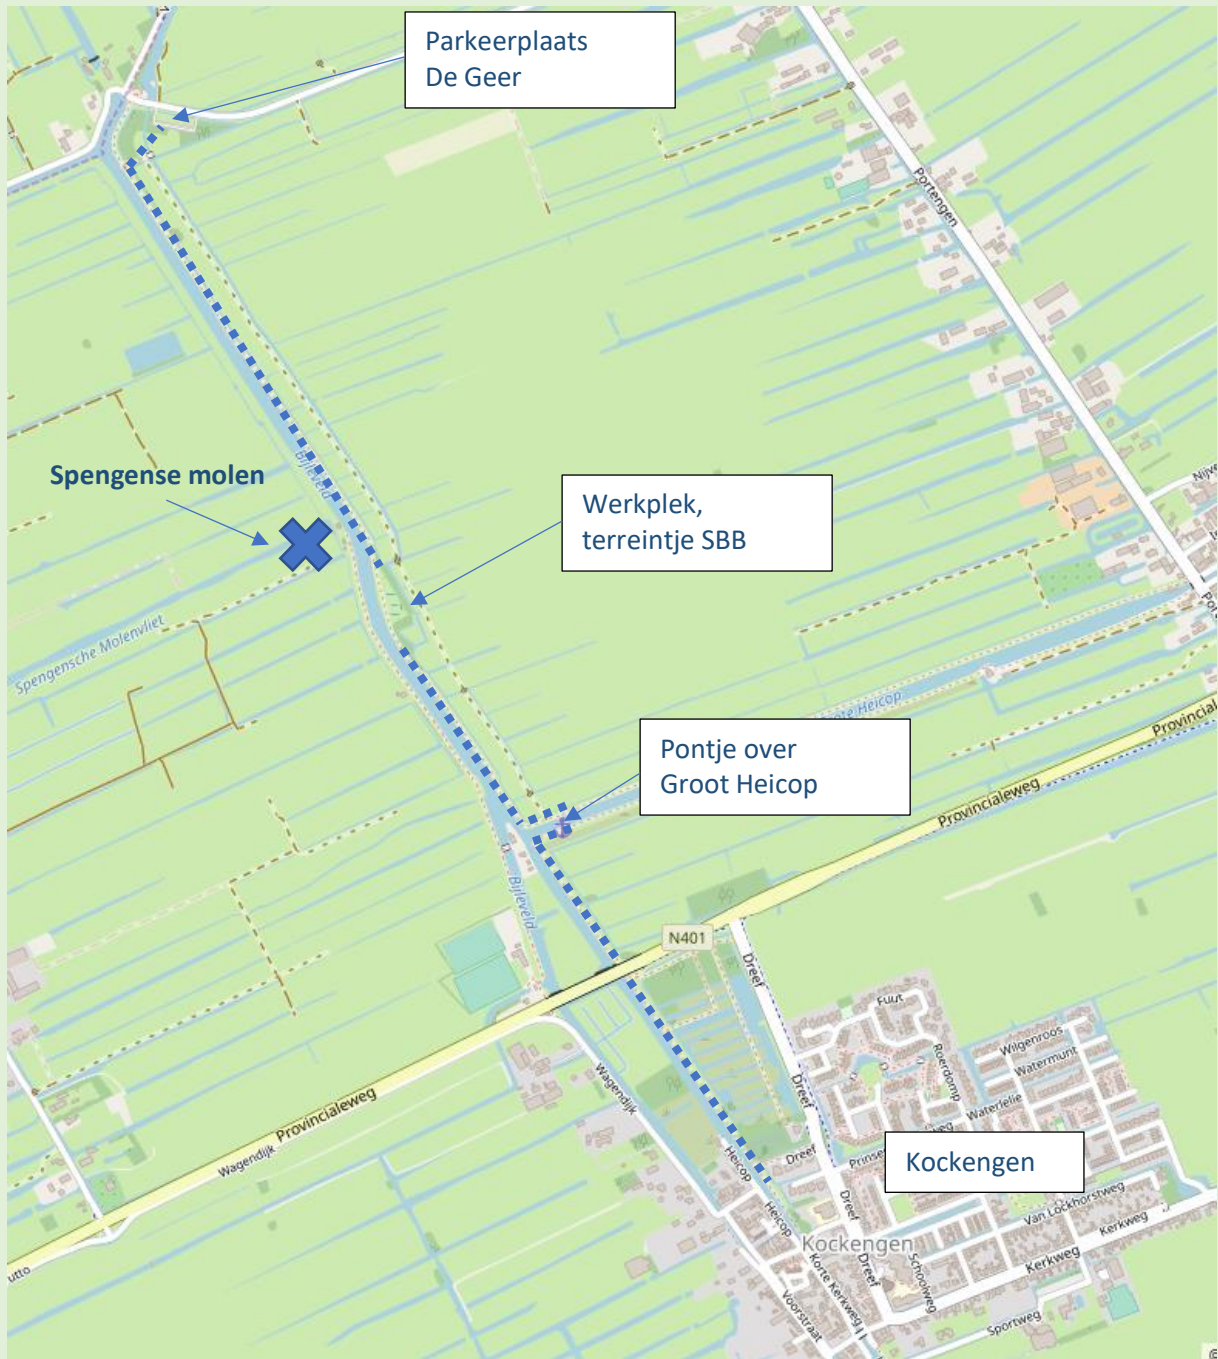 Parkeerplaats
De Geer
Portengen
Bijleveld
Spengense molen
Werkplek,
terreintje SBB
Spengensche Molenvliet
Pontje over
Groot Heicop
Provincialeweg
Bijleveld
N401
Dreef
Fuut
Roerdomp
Wilgenroos
Watermunt
Waterlelie
Dreef
Wagendijk
Provincialeweg
Wagendijk
Heicop
Dreef
Kockengen
Van Lockhorstweg
Kerkweg
Kerkweg
Heicop
Dreef
Kockengen
Dreef
Schoolweg
Korte Kerkweg
Voorstraat
Sportweg